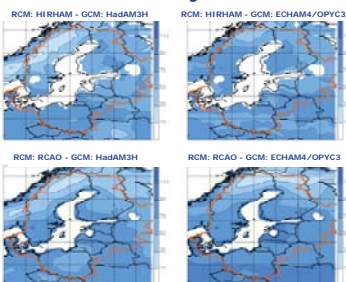 RCM: HIRHAM - GCM: HadAM3H
RCM: HIRHAM - GCM: ECHAM4/OPYC3
RCM: RCAO - GCM: HadAM3H
RCM: RCAO - GCM: ECHAM4/OPYC3